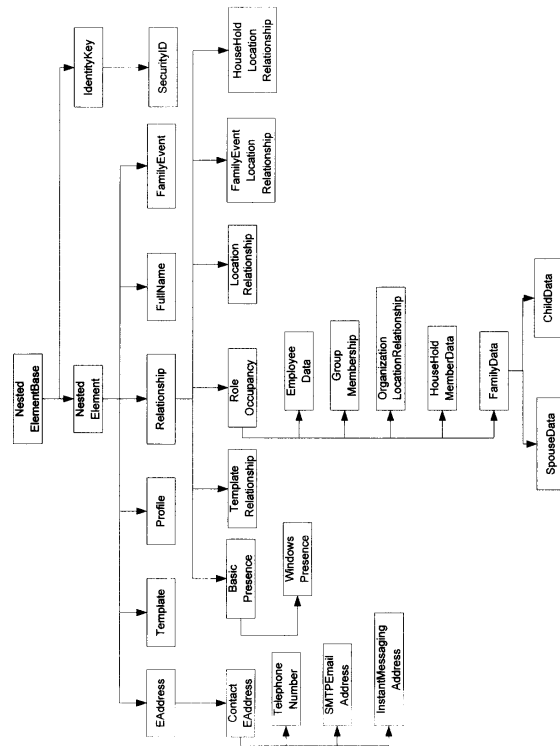 Nested
ElementBase
Nested
Element
IdentityKey
EAddress
Template
Profile
Relationship
FullName
FamilyEvent
SecurityID
Contact
EAddress
Basic
Presence
Template
Relationship
Role
Occupancy
Location
Relationship
FamilyEvent
Location
Relationship
HouseHold
Location
Relationship
Telephone
Number
SMTPEmail
Address
InstantMessaging
Address
Windows
Presence
Employee
Data
Group
Membership
Organization
LocationRelationship
HouseHold
MemberData
FamilyData
SpouseData
ChildData